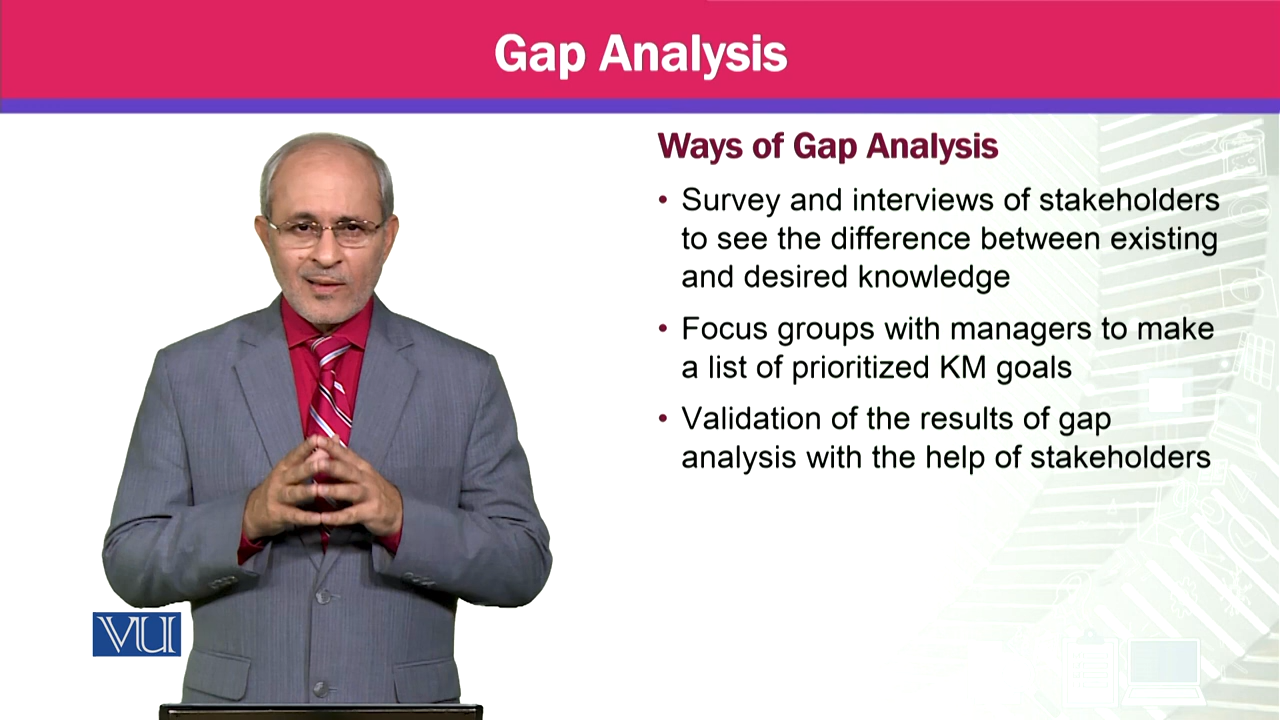 Gap Analysis
Ways of Gap Analysis
• Survey and interviews of stakeholders
to see the difference between existing
and desired knowledge
• Focus groups with managers to make
a list of prioritized KM goals
• Validation of the results of gap
analysis with the help of stakeholders
VU